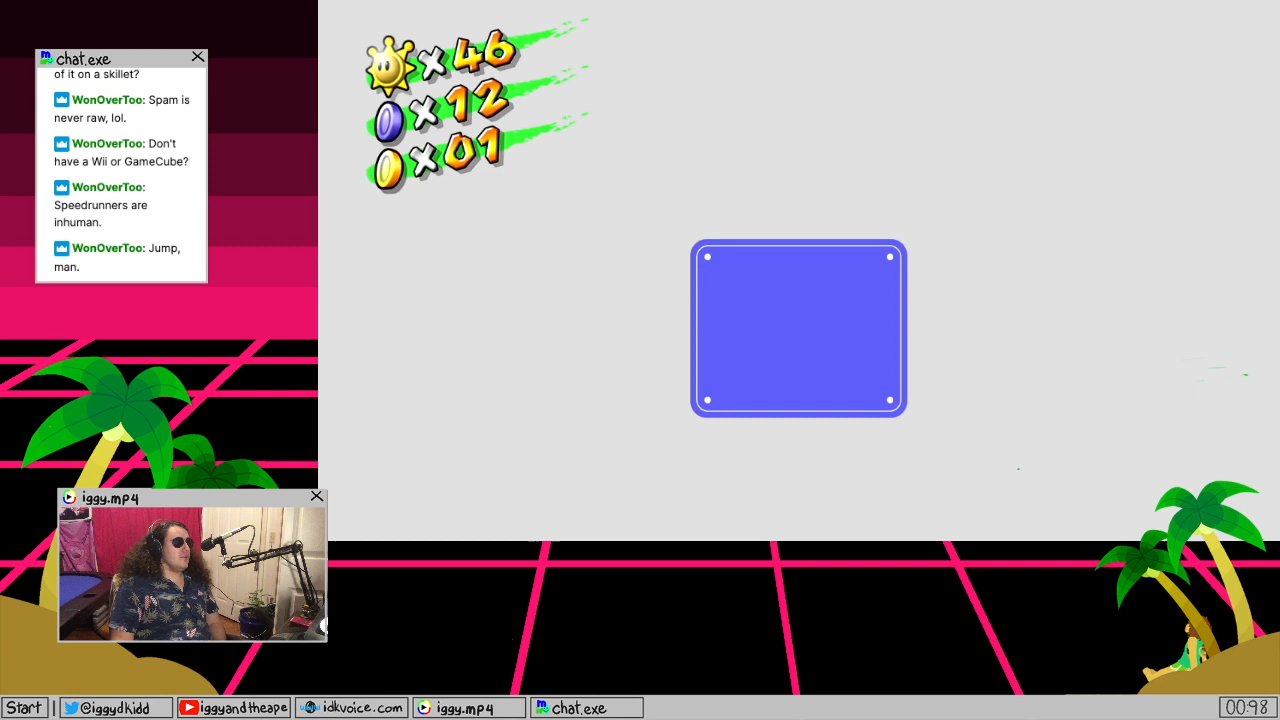 chat.exe
of it on a skillet?
WonOverToo: Spam is
never raw, lol.
WonOverToo: Don't
have a Wii or GameCube?
WonOverToo:
Speedrunners are
inhuman.
WonOverToo: Jump,
man.
x 46
x 12
x 01
iggy.mp4
Start | @iggydkidd iggyandtheape www idkvoice.com iggy.mp4 chat.exe 00:98